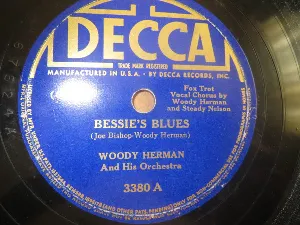 DECCA
TRADE MARK REGISTERED
MANUFACTURED IN U.S.A. - BY DECCA RECORDS, INC.
Fox Trot
Vocal Chorus by
Woody Herman
and Steady Nelson
BESSIE'S BLUES
(Joe Bishop-Woody Herman)
WOODY HERMAN
And His Orchestra
3380 A